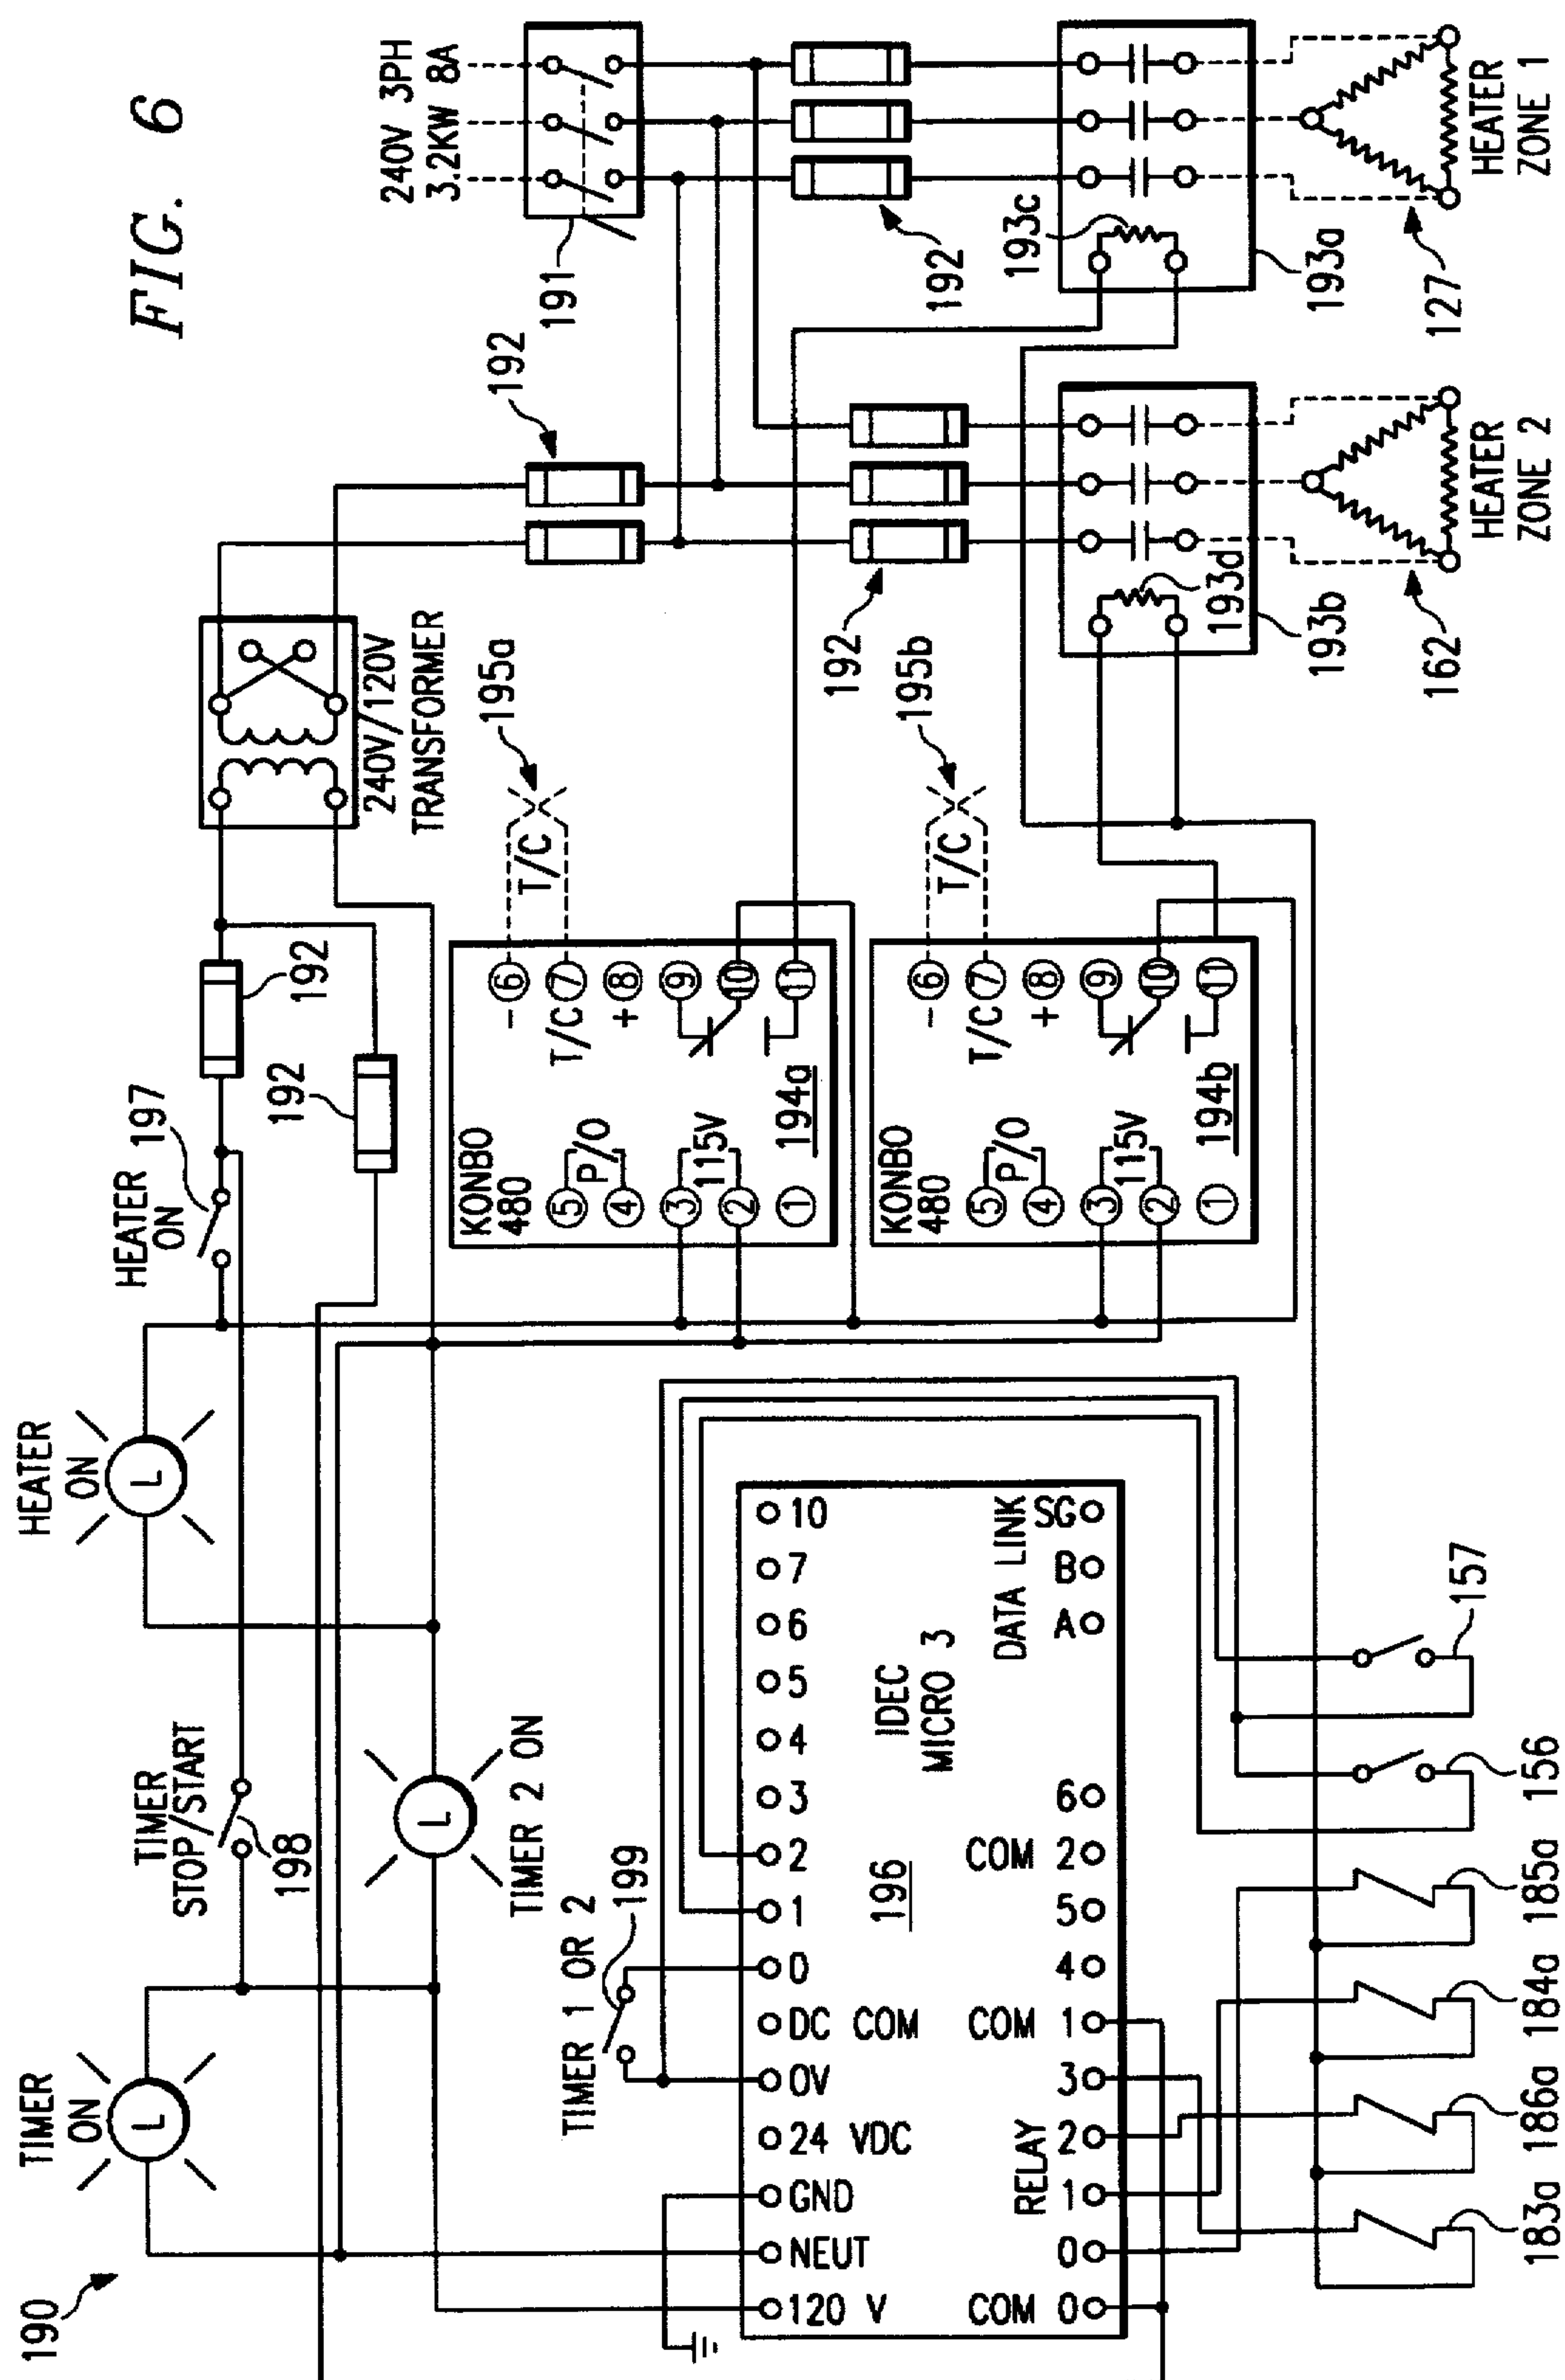 FIG. 6
190
TIMER
ON
TIMER
STOP/START
198
HEATER
ON
HEATER
ON
197
192
192
240V/120V
TRANSFORMER
192
240V 3PH
3.2KW 8A
191
TIMER 2 ON
TIMER 1 OR 2
199
KONBO
480
5
4
3
2
1
P/O
115V
194a
-
T/C
+
6
7
8
9
10
11
T/C
195a
192
192
193c
193a
127
HEATER
ZONE 1
KONBO
480
5
4
3
2
1
P/O
115V
194b
-
T/C
+
6
7
8
9
10
11
T/C
195b
193d
193b
162
HEATER
ZONE 2
120 V
NEUT
GND
24 VDC
0V
DC COM
0
1
2
3
4
5
6
7
10
196
IDEC
MICRO 3
COM 0
0
RELAY
1
2
3
COM 1
4
5
COM 2
6
A
B
SG
DATA LINK
183a
186a
184a
185a
156
157
L
L
L